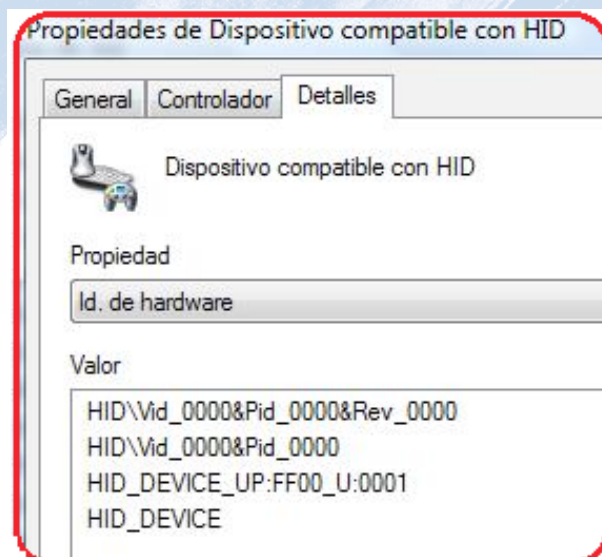 Propiedades de Dispositivo compatible con HID
General Controlador Detalles
Dispositivo compatible con HID
Propiedad
Id. de hardware
Valor
HID\Vid_0000&Pid_0000&Rev_0000
HID\Vid_0000&Pid_0000
HID_DEVICE_UP:FF00_U:0001
HID_DEVICE